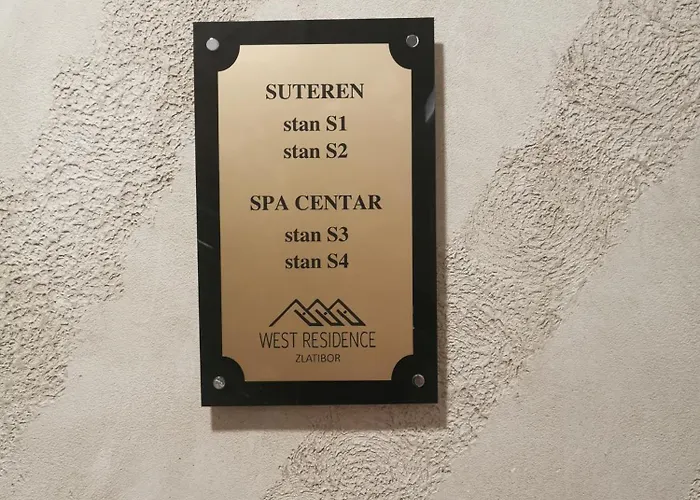 SUTEREN
stan S1
stan S2
SPA CENTAR
stan S3
stan S4
WEST RESIDENCE
ZLATIBOR